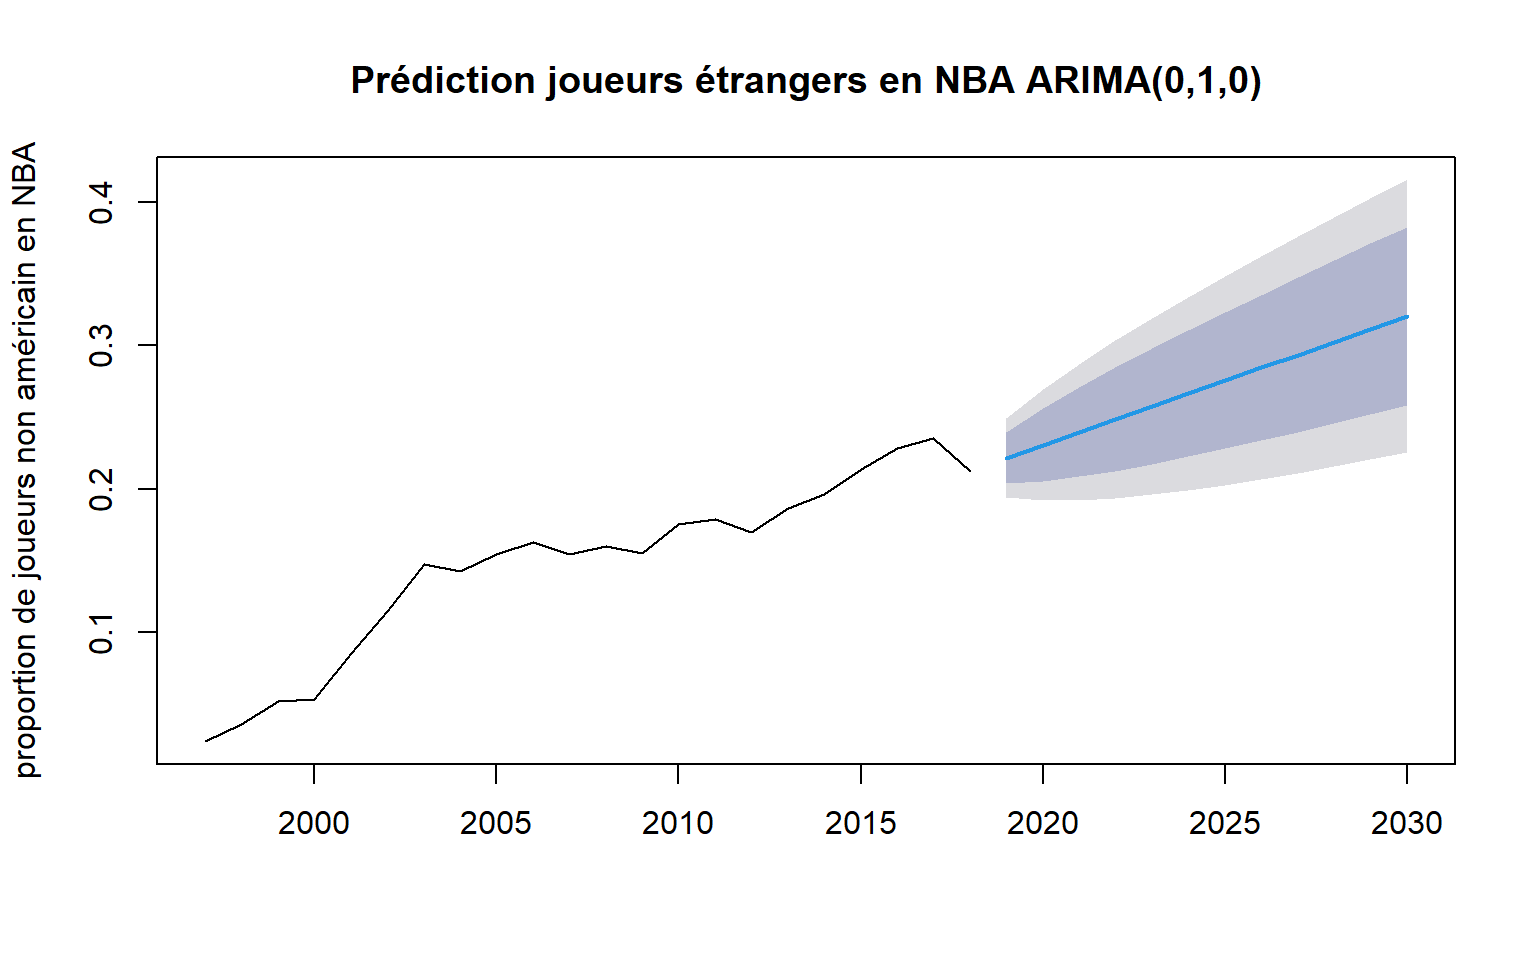 Prédiction joueurs étrangers en NBA ARIMA(0,1,0)
proportion de joueurs non américain en NBA
0.4
0.3
0.2
0.1
2000 2005 2010 2015 2020 2025 2030